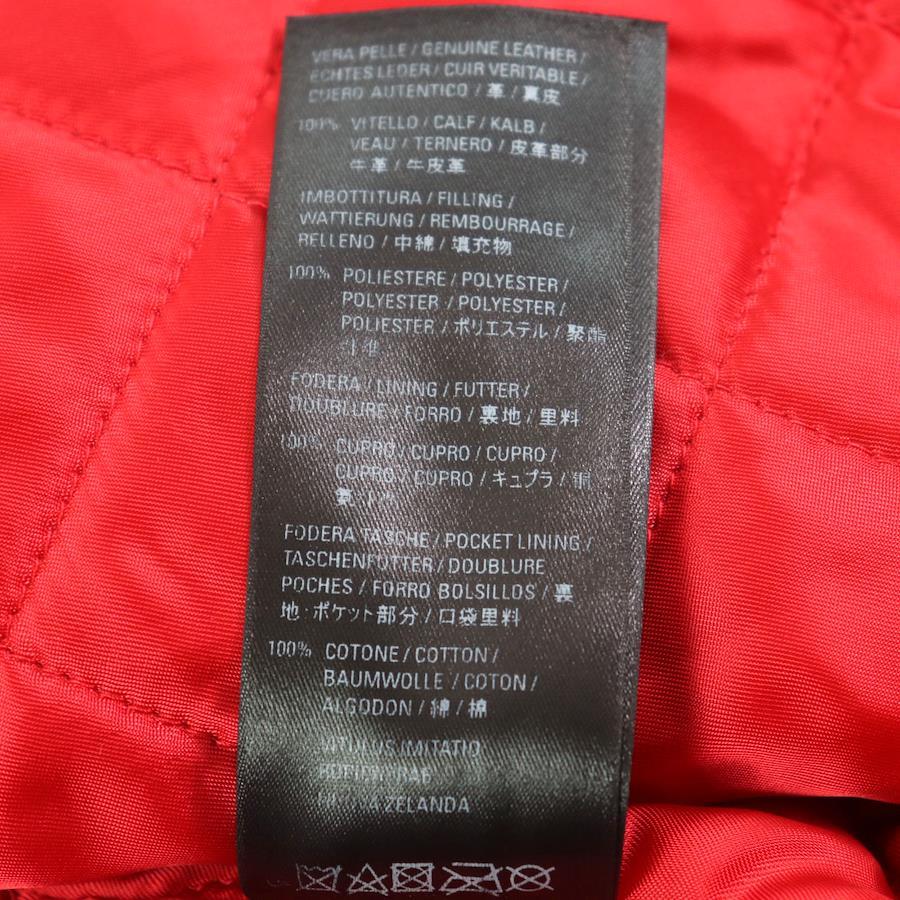 VERA PELLE / GENUINE LEATHER /
ECHTES LEDER / CUIR VERITABLE /
CUERO AUTENTICO / 革 / 真皮
100% VITELLO / CALF / KALB /
VEAU / TERNERO / 皮革部分
牛革 / 牛皮革
IMBOTTITURA / FILLING /
WATTIERUNG / REMBOURRAGE /
RELLENO / 中綿 / 填充物
100% POLIESTERE / POLYESTER /
POLYESTER / POLYESTER /
POLIESTER / ポリエステル / 聚酯
FODERA / LINING / FUTTER /
DOUBLURE / FORRO / 裏地 / 里料
100% CUPRO / CUPRO / CUPRO /
CUPRO / CUPRO / キュプラ / 铜
FODERA TASCHE / POCKET LINING /
TASCHENFUTTER / DOUBLURE
POCHES / FORRO BOLSILLOS / 裏
地·ポケット部分 / 口袋里料
100% COTONE / COTTON /
BAUMWOLLE / COTON /
ALGODON / 綿 / 棉
VITULUS IMITATIO
ZELANDA